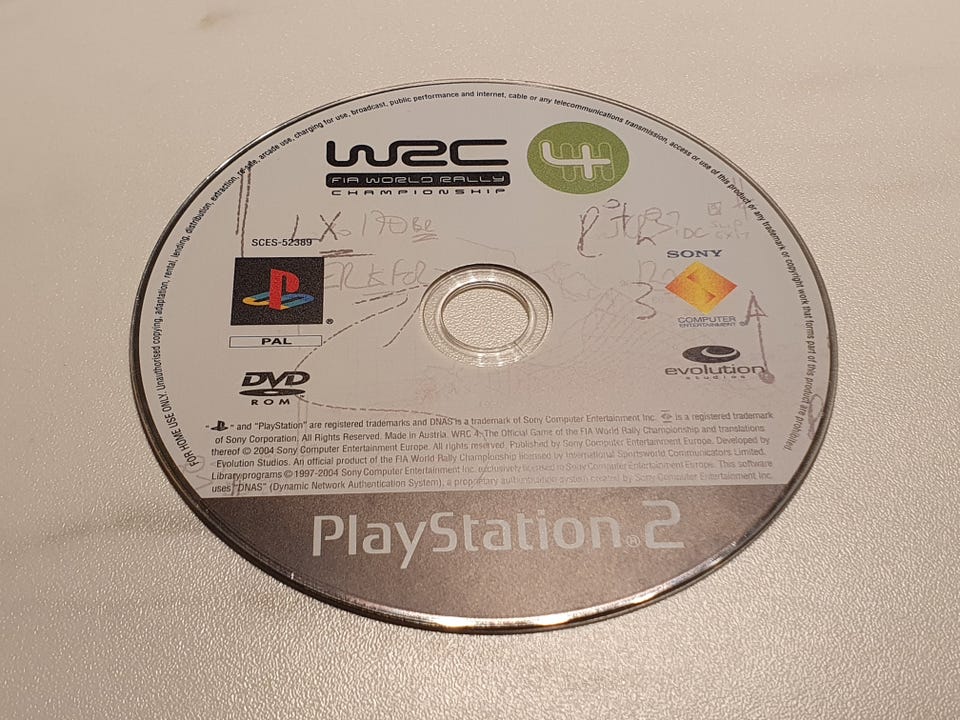 FOR HOME USE ONLY. Unauthorised copying, adaptation, rental, lending, distribution, extraction, re-sale, arcade use, charging for use, broadcast, public performance and internet, cable or any telecommunications transmission, access or use of this product or any trademark or copyright work that forms part of this product are prohibited.
WRC 4
FIA WORLD RALLY
CHAMPIONSHIP
SCES-52389
SONY
3
A
COMPUTER
ENTERTAINMENT®
PAL
evolution
studios
DVD
ROM
"PS" and "PlayStation" are registered trademarks and DNAS is a trademark of Sony Computer Entertainment Inc. is a registered trademark
of Sony Corporation. All Rights Reserved. Made in Austria. WRC 4: The Official Game of the FIA World Rally Championship and translations
thereof © 2004 Sony Computer Entertainment Europe. All rights reserved. Published by Sony Computer Entertainment Europe. Developed by
Evolution Studios. An official product of the FIA World Rally Championship licensed by International Sportsworld Communicators Limited.
Library programs ©1997-2004 Sony Computer Entertainment Inc. exclusively licensed to Sony Computer Entertainment Europe. This software
uses "DNAS" (Dynamic Network Authentication System), a proprietary authentication system created by Sony Computer Entertainment Inc.
PlayStation®2